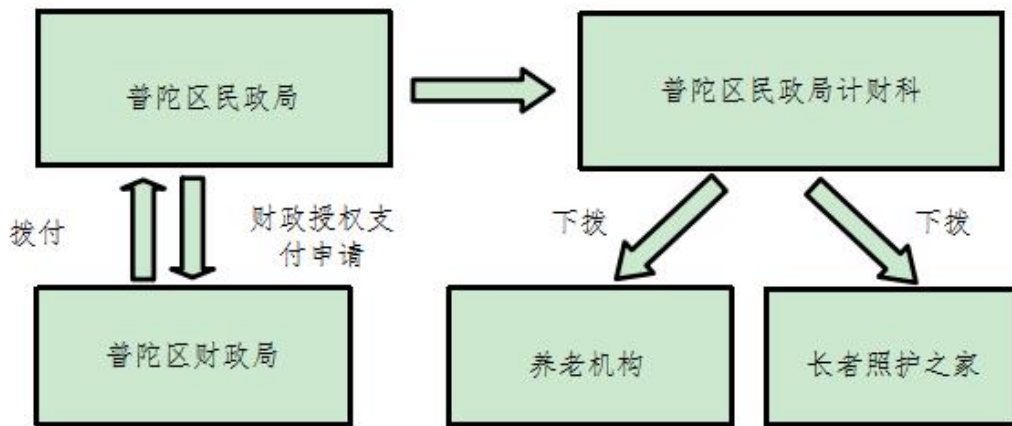 普陀区民政局
普陀区民政局计财科
拨付
财政授权支
付申请
下拨
下拨
普陀区财政局
养老机构
长者照护之家